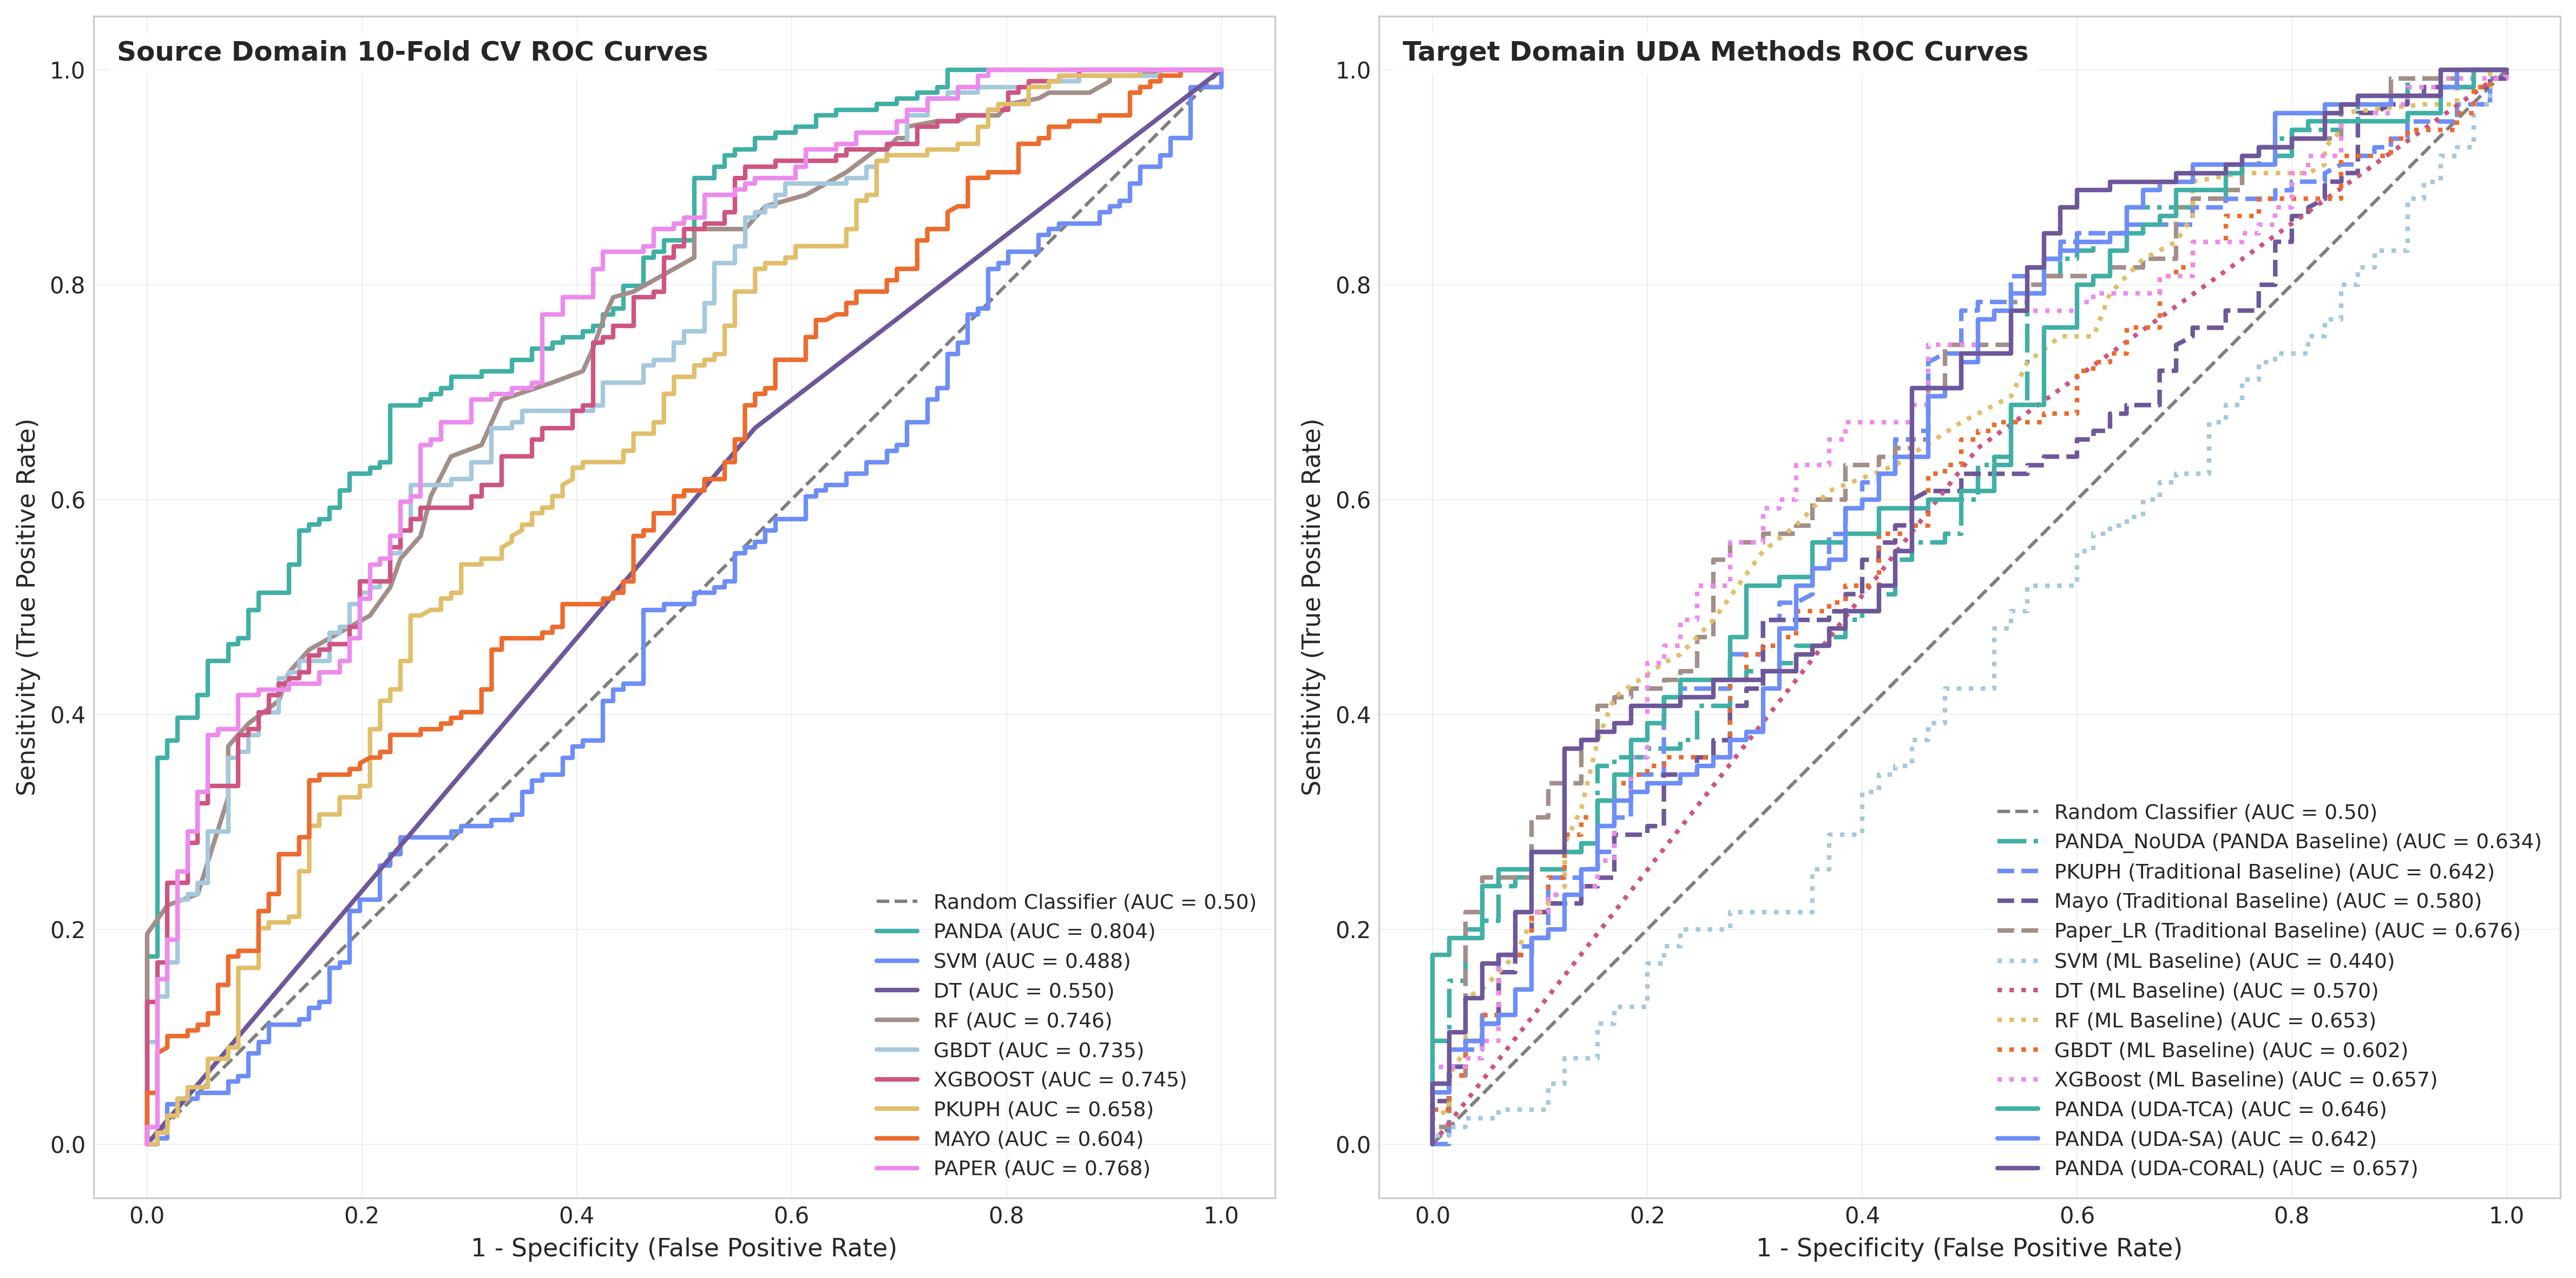 Source Domain 10-Fold CV ROC Curves
Sensitivity (True Positive Rate)
1.0
0.8
0.6
0.4
0.2
0.0
Random Classifier (AUC = 0.50)
PANDA (AUC = 0.804)
SVM (AUC = 0.488)
DT (AUC = 0.550)
RF (AUC = 0.746)
GBDT (AUC = 0.735)
XGBOOST (AUC = 0.745)
PKUPH (AUC = 0.658)
MAYO (AUC = 0.604)
PAPER (AUC = 0.768)
0.0 0.2 0.4 0.6 0.8 1.0
1 - Specificity (False Positive Rate)
Target Domain UDA Methods ROC Curves
Sensitivity (True Positive Rate)
1.0
0.8
0.6
0.4
0.2
0.0
Random Classifier (AUC = 0.50)
PANDA_NoUDA (PANDA Baseline) (AUC = 0.634)
PKUPH (Traditional Baseline) (AUC = 0.642)
Mayo (Traditional Baseline) (AUC = 0.580)
Paper_LR (Traditional Baseline) (AUC = 0.676)
SVM (ML Baseline) (AUC = 0.440)
DT (ML Baseline) (AUC = 0.570)
RF (ML Baseline) (AUC = 0.653)
GBDT (ML Baseline) (AUC = 0.602)
XGBoost (ML Baseline) (AUC = 0.657)
PANDA (UDA-TCA) (AUC = 0.646)
PANDA (UDA-SA) (AUC = 0.642)
PANDA (UDA-CORAL) (AUC = 0.657)
0.0 0.2 0.4 0.6 0.8 1.0
1 - Specificity (False Positive Rate)